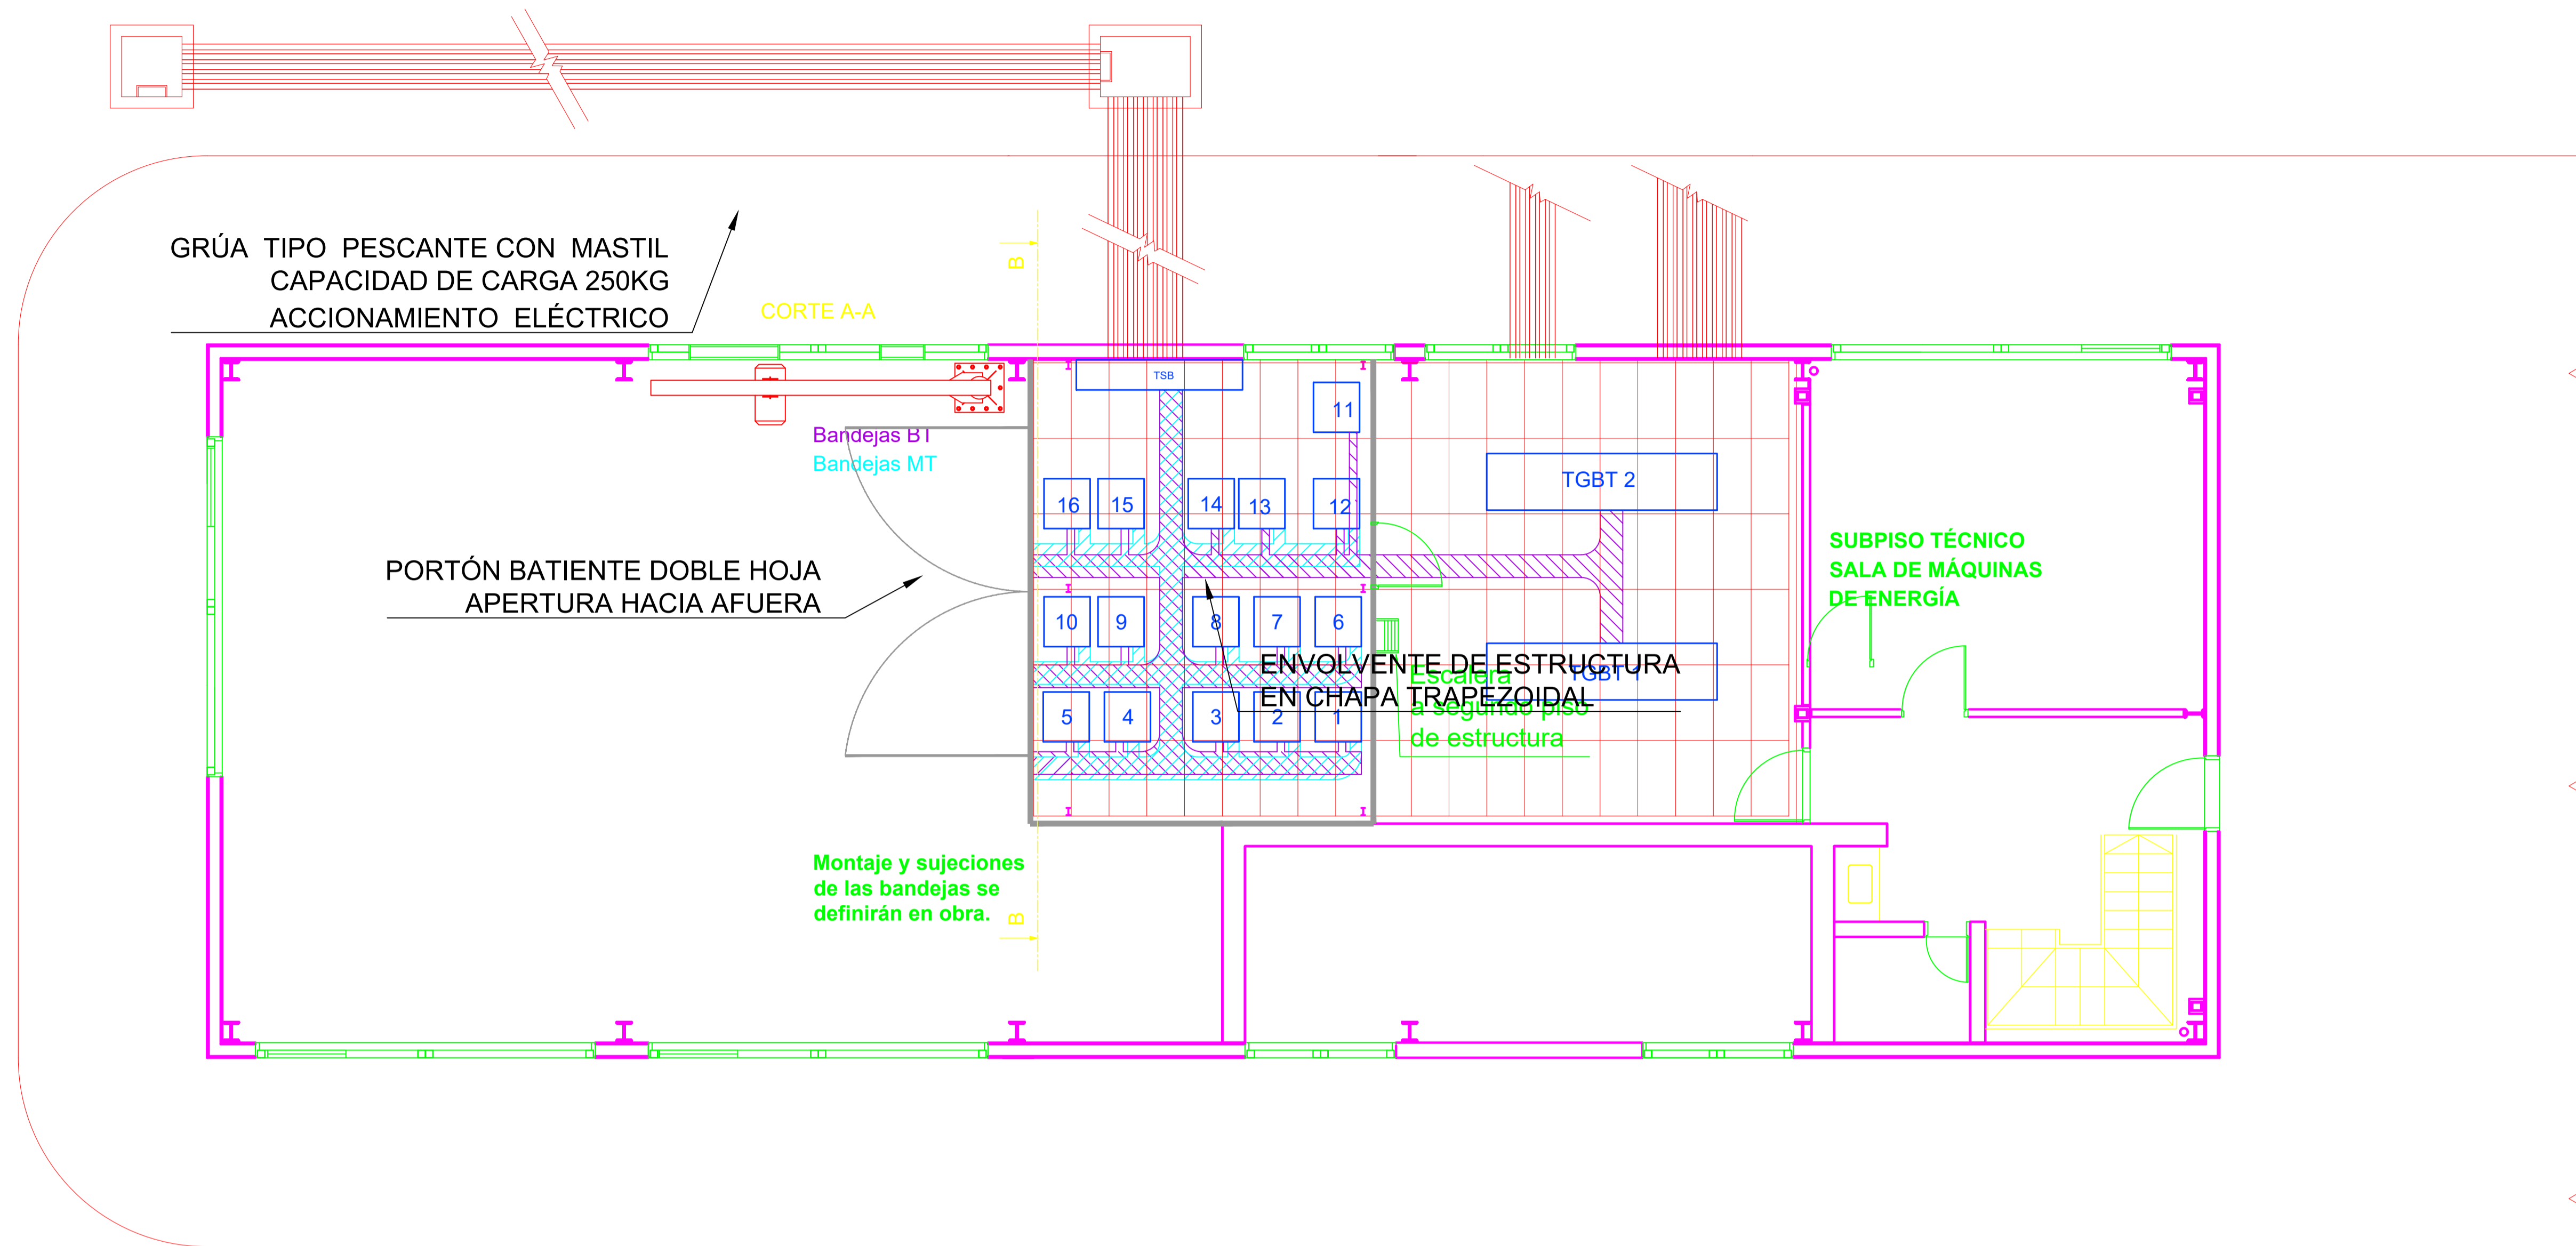 GRÚA TIPO PESCANTE CON MASTIL
CAPACIDAD DE CARGA 250KG
ACCIONAMIENTO ELÉCTRICO
CORTE A-A
B
TSB
11
Bandejas BT
Bandejas MT
TGBT 2
16
15
14
13
12
SUBPISO TÉCNICO
SALA DE MÁQUINAS
DE ENERGÍA
PORTÓN BATIENTE DOBLE HOJA
APERTURA HACIA AFUERA
10
9
8
7
6
ENVOLVENTE DE ESTRUCTURA
EN CHAPA TRAPEZOIDAL
TGBT 1
Escalera
a segundo piso
de estructura
5
4
3
2
1
Montaje y sujeciones
de las bandejas se
definirán en obra.
B